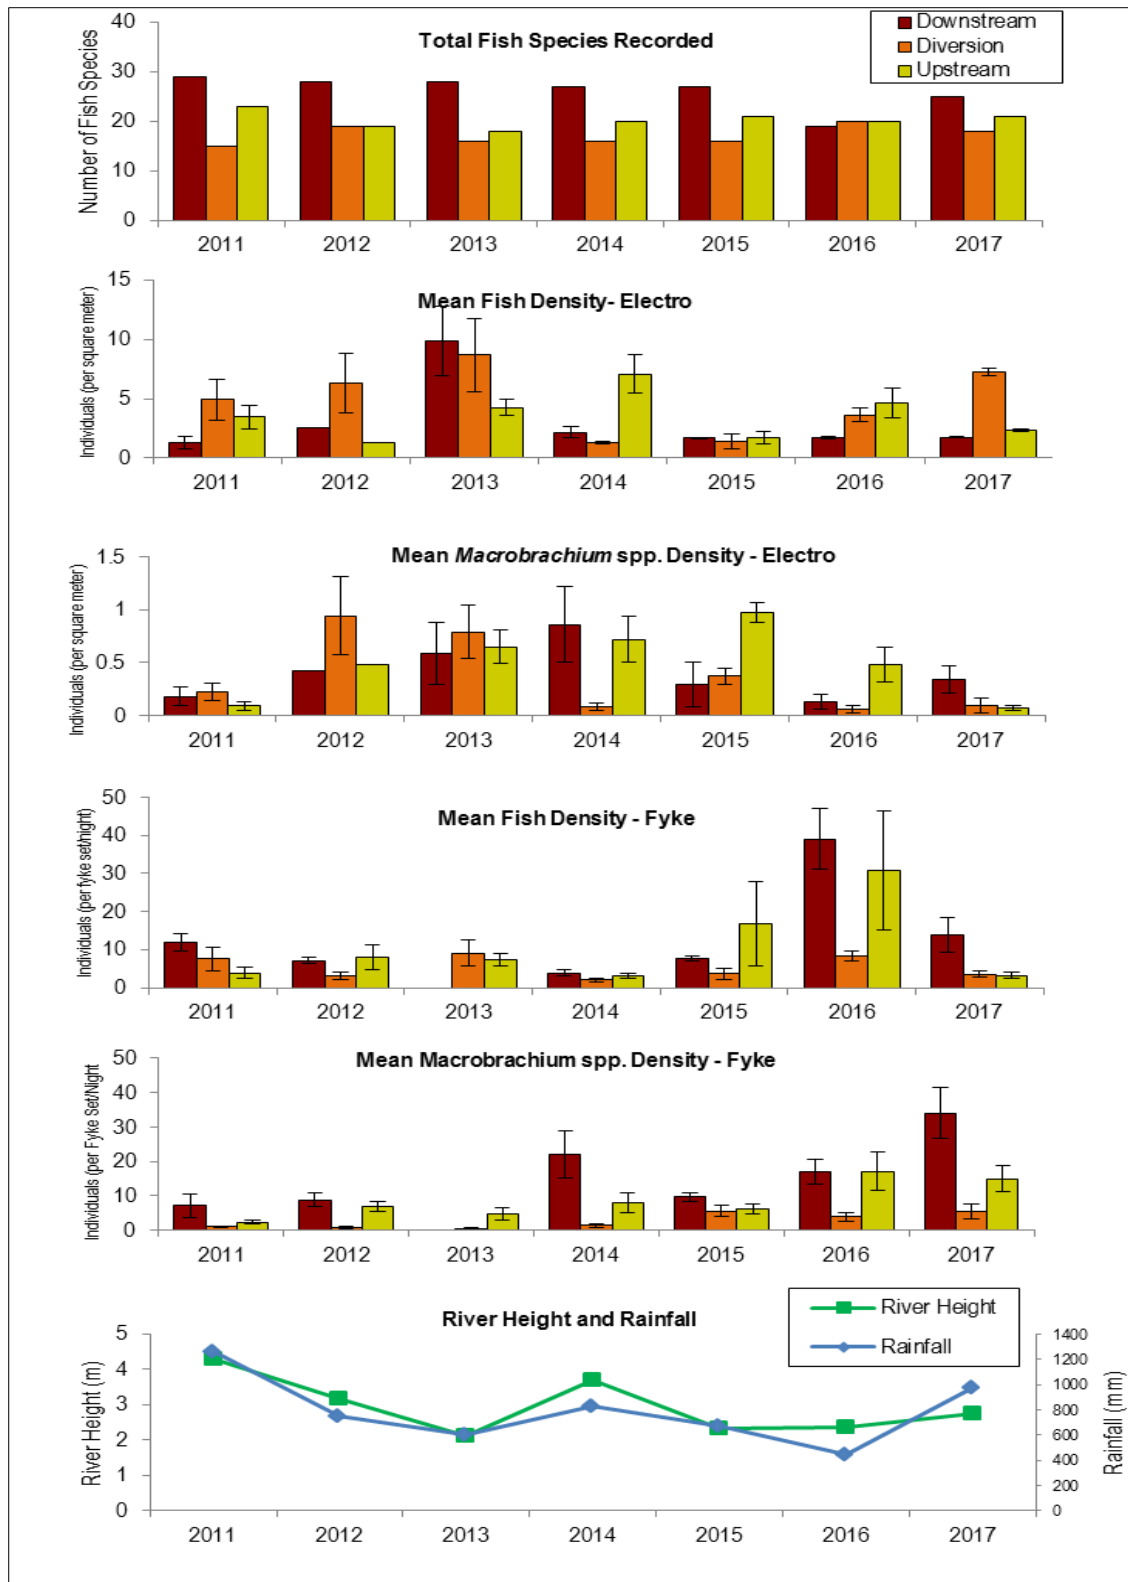 Total Fish Species Recorded
Downstream
Diversion
Upstream
Number of Fish Species
40
30
20
10
0
2011 2012 2013 2014 2015 2016 2017
Mean Fish Density- Electro
Individuals (per square meter)
15
10
5
0
2011 2012 2013 2014 2015 2016 2017
Mean Macrobrachium spp. Density - Electro
Individuals (per square meter)
1.5
1
0.5
0
2011 2012 2013 2014 2015 2016 2017
Mean Fish Density - Fyke
Individuals (per fyke set/night)
50
40
30
20
10
0
2011 2012 2013 2014 2015 2016 2017
Mean Macrobrachium spp. Density - Fyke
Individuals (per Fyke Set/Night
50
40
30
20
10
0
2011 2012 2013 2014 2015 2016 2017
River Height and Rainfall
River Height
Rainfall
River Height (m)
5
4
3
2
1
0
1400
1200
1000
800
600
400
200
0
Rainfall (mm)
2011 2012 2013 2014 2015 2016 2017